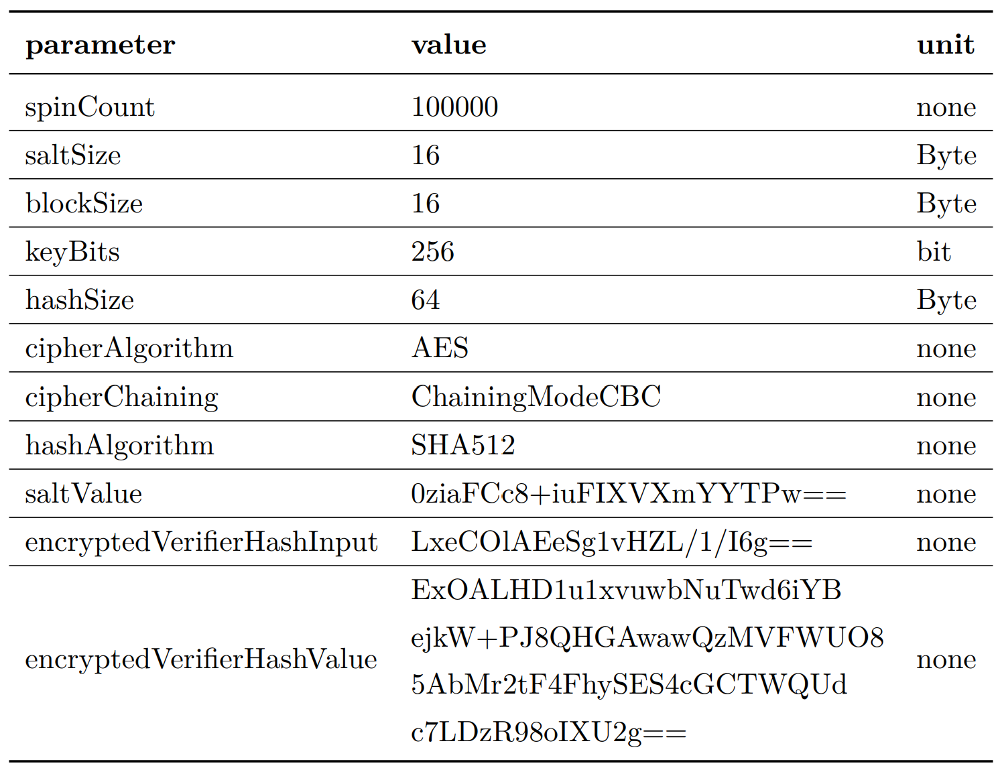 parameter value unit
spinCount 100000 none
saltSize 16 Byte
blockSize 16 Byte
keyBits 256 bit
hashSize 64 Byte
cipherAlgorithm AES none
cipherChaining ChainingModeCBC none
hashAlgorithm SHA512 none
saltValue 0ziaFCc8+iuFIXVXmYYTPw== none
encryptedVerifierHashInput LxeCOlAEeSg1vHZL/1/I6g== none
encryptedVerifierHashValue ExOALHD1u1xvuwbNuTwd6iYB
ejkW+PJ8QHGAwawQzMVFWUO8
5AbMr2tF4FhySES4cGCTWQUd
c7LDzR98oIXU2g== none